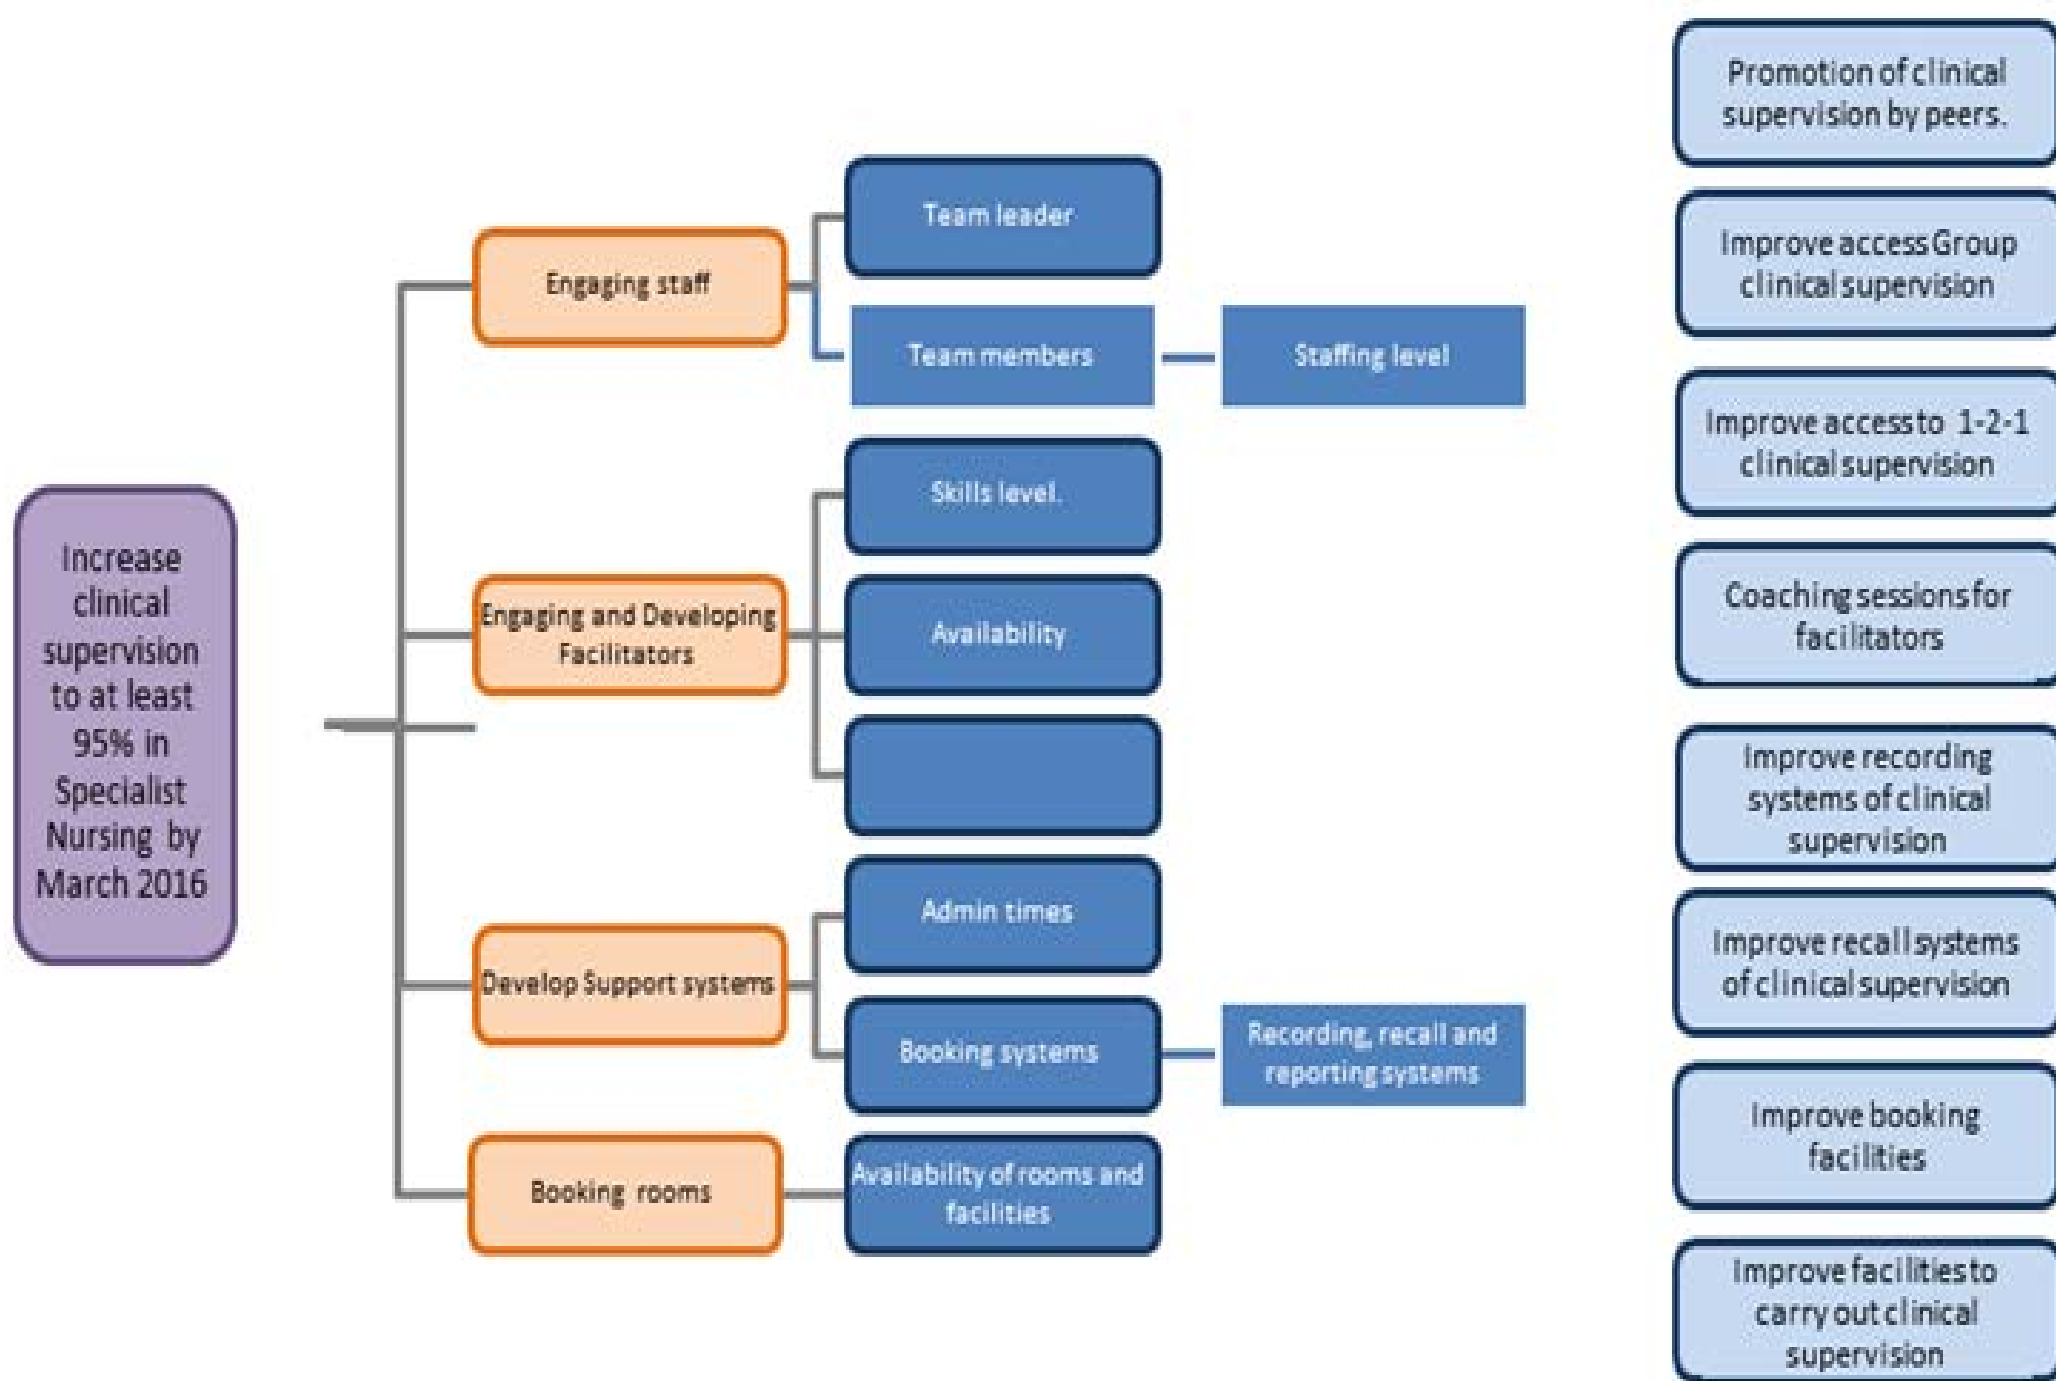 Increase
clinical
supervision
to at least
95% in
Specialist
Nursing by
March 2016
Engaging staff
Engaging and Developing
Facilitators
Develop Support systems
Booking rooms
Team leader
Team members
Skills level.
Availability
Admin times
Booking systems
Availability of rooms and
facilities
Staffing level
Recording, recall and
reporting systems
Promotion of clinical
supervision by peers.
Improve access Group
clinical supervision
Improve access to 1-2-1
clinical supervision
Coaching sessions for
facilitators
Improve recording
systems of clinical
supervision
Improve recall systems
of clinical supervision
Improve booking
facilities
Improve facilities to
carry out clinical
supervision